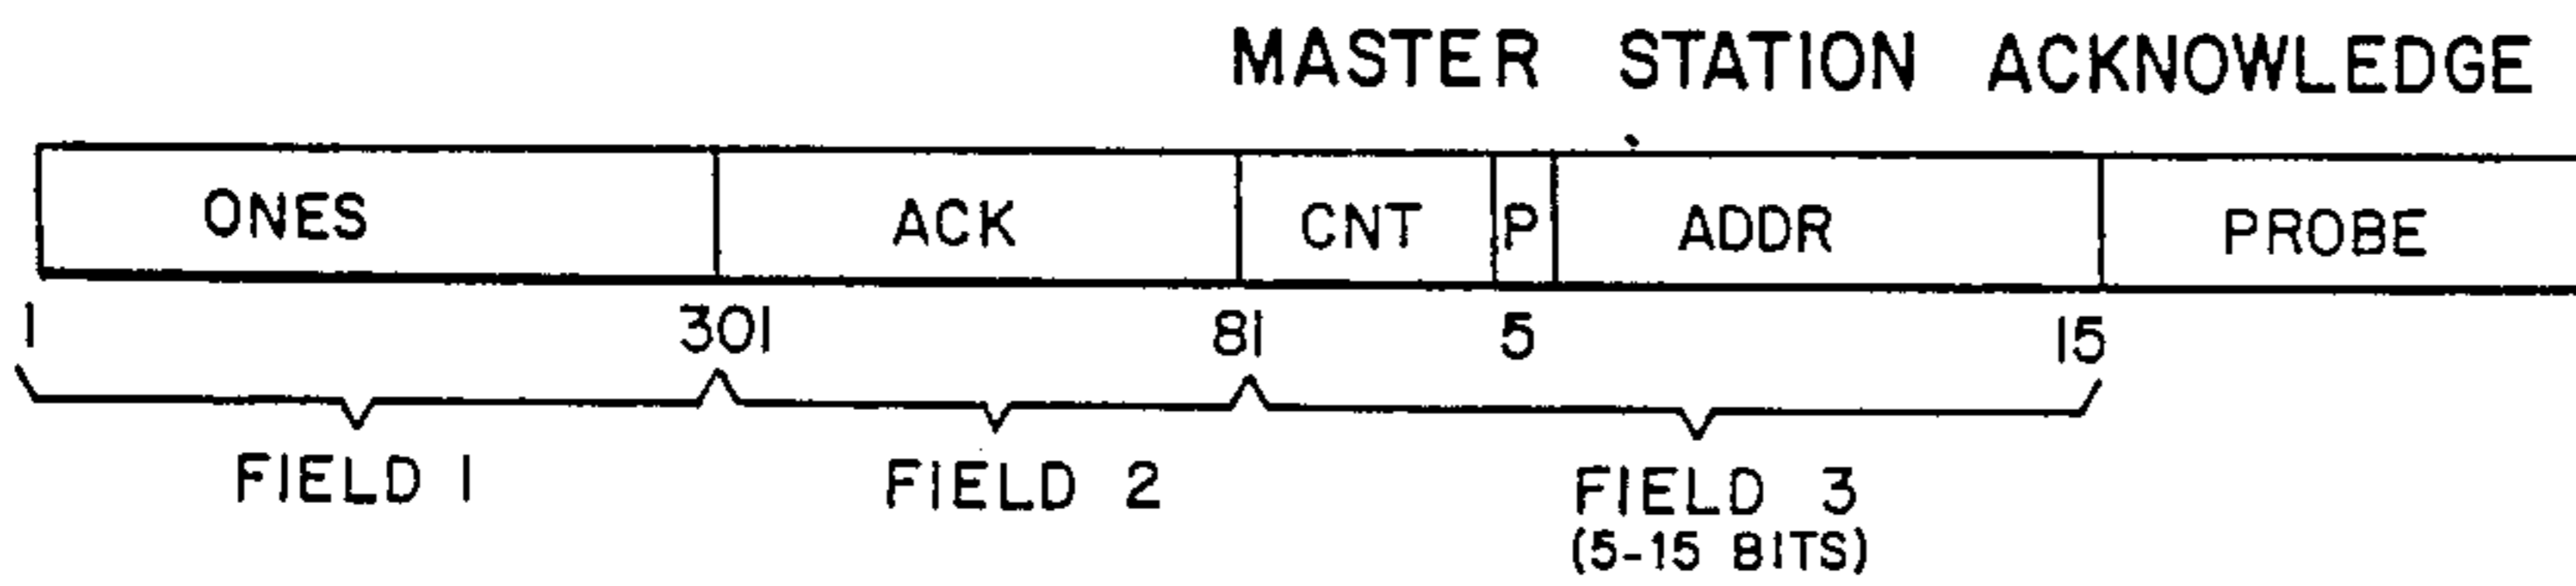 MASTER STATION ACKNOWLEDGE
ONES ACK CNT P ADDR PROBE
1 301 81 5 15
FIELD 1 FIELD 2 FIELD 3
(5-15 BITS)